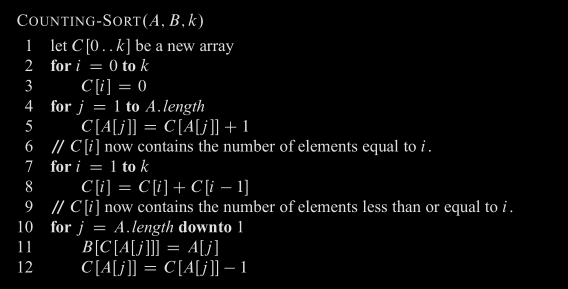 COUNTING-SORT(A, B, k)
1 let C[0..k] be a new array
2 for i = 0 to k
3 C[i] = 0
4 for j = 1 to A.length
5 C[A[j]] = C[A[j]] + 1
6 // C[i] now contains the number of elements equal to i.
7 for i = 1 to k
8 C[i] = C[i] + C[i − 1]
9 // C[i] now contains the number of elements less than or equal to i.
10 for j = A.length downto 1
11 B[C[A[j]]] = A[j]
12 C[A[j]] = C[A[j]] − 1